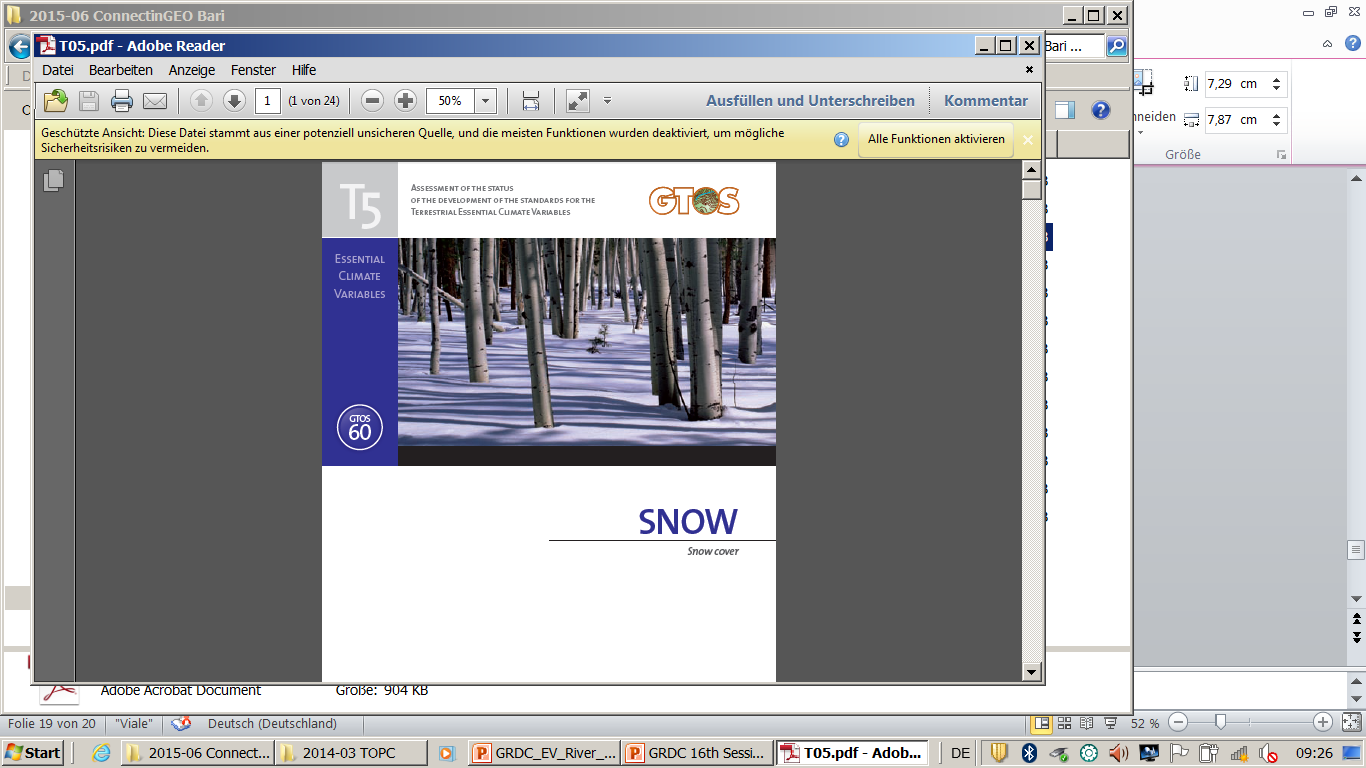 2015-06 ConnectinGEO Bari
T05.pdf - Adobe Reader
Bari ...
Datei Bearbeiten Anzeige Fenster Hilfe
1 (1 von 24) 50% Ausfüllen und Unterschreiben Kommentar
7,29 cm
neiden 7,87 cm
Größe
Geschützte Ansicht: Diese Datei stammt aus einer potenziell unsicheren Quelle, und die meisten Funktionen wurden deaktiviert, um mögliche
Sicherheitsrisiken zu vermeiden.
Alle Funktionen aktivieren
T5
Assessment of the status
of the development of the standards for the
Terrestrial Essential Climate Variables
GTOS
Essential
Climate
Variables
GTOS
60
SNOW
Snow cover
Adobe Acrobat Document Größe: 904 KB
Folie 19 von 20 "Viale" Deutsch (Deutschland) 52 %
Start 2015-06 Connect... 2014-03 TOPC GRDC_EV_River_... GRDC 16th Sessi... T05.pdf - Adob... DE 09:26